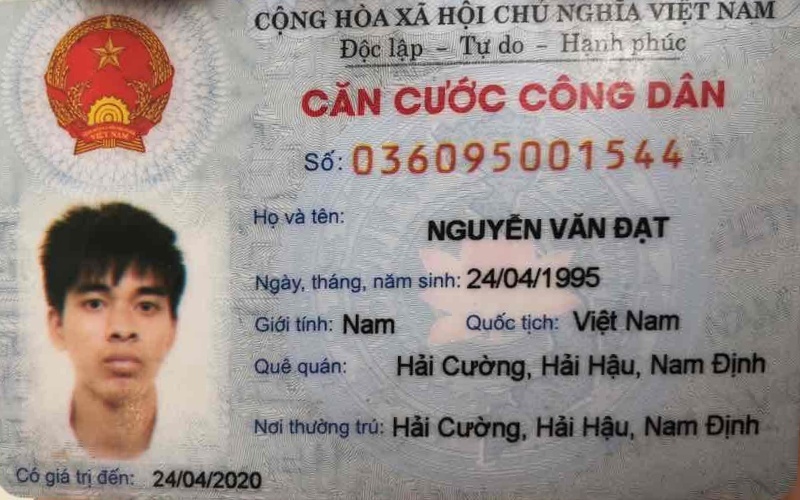 CỘNG HÒA XÃ HỘI CHỦ NGHĨA VIỆT NAM
Độc lập - Tự do - Hạnh phúc
CĂN CƯỚC CÔNG DÂN
Số: 036095001544
Họ và tên: NGUYỄN VĂN ĐẠT
Ngày, tháng, năm sinh: 24/04/1995
Giới tính: Nam Quốc tịch: Việt Nam
Quê quán: Hải Cường, Hải Hậu, Nam Định
Nơi thường trú: Hải Cường, Hải Hậu, Nam Định
Có giá trị đến: 24/04/2020